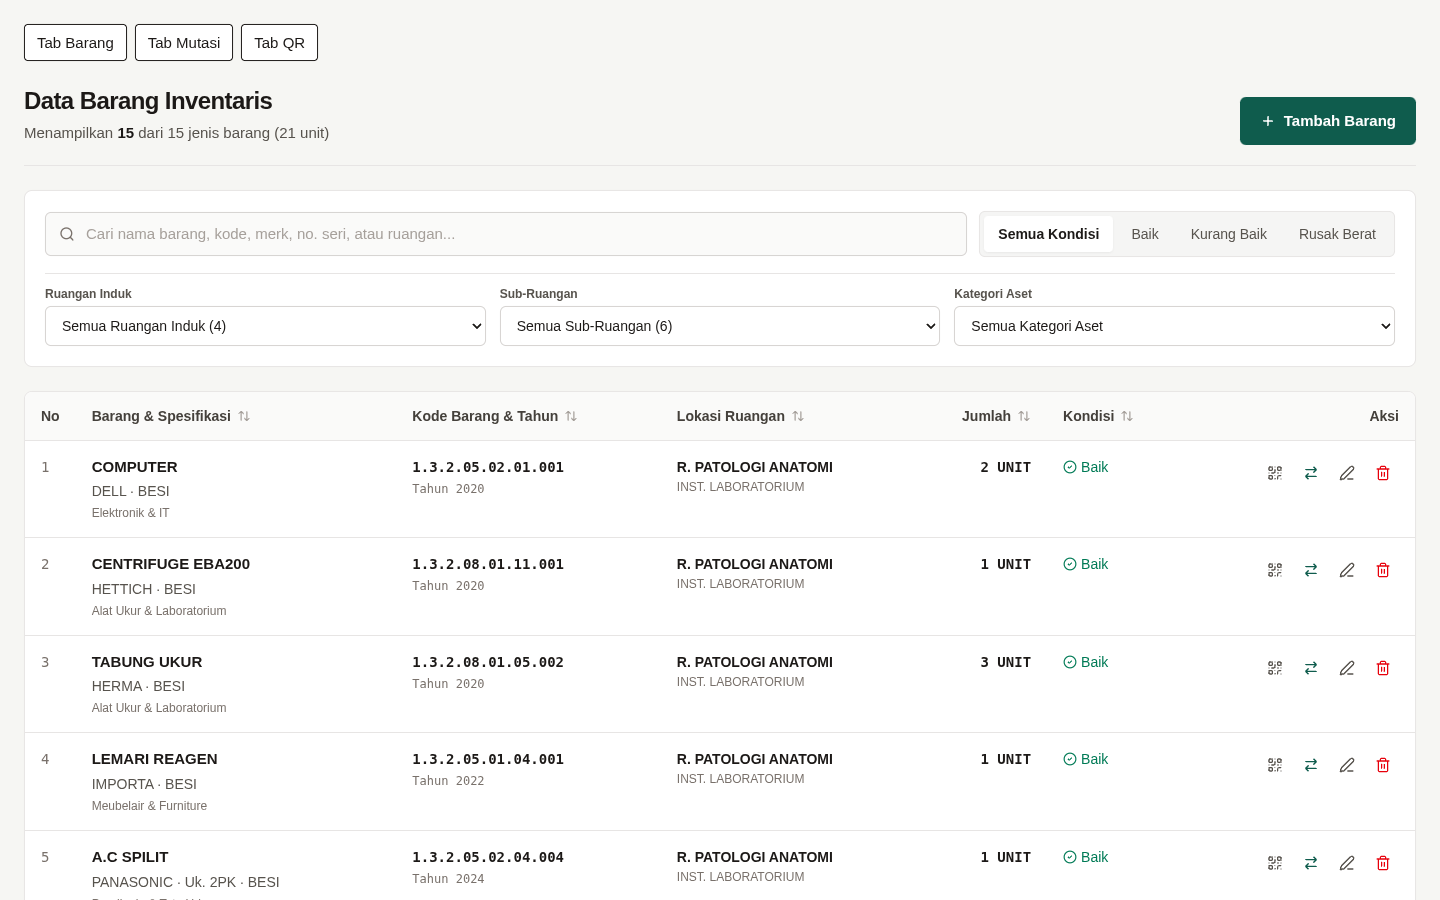 Tab Barang Tab Mutasi Tab QR
Data Barang Inventaris
Menampilkan 15 dari 15 jenis barang (21 unit)
Tambah Barang
Cari nama barang, kode, merk, no. seri, atau ruangan...
Semua Kondisi Baik Kurang Baik Rusak Berat
Ruangan Induk Sub-Ruangan Kategori Aset
Semua Ruangan Induk (4) Semua Sub-Ruangan (6) Semua Kategori Aset
No Barang & Spesifikasi Kode Barang & Tahun Lokasi Ruangan Jumlah Kondisi Aksi
1 COMPUTER 1.3.2.05.02.01.001 R. PATOLOGI ANATOMI 2 UNIT Baik
DELL · BESI Tahun 2020 INST. LABORATORIUM
Elektronik & IT
2 CENTRIFUGE EBA200 1.3.2.08.01.11.001 R. PATOLOGI ANATOMI 1 UNIT Baik
HETTICH · BESI Tahun 2020 INST. LABORATORIUM
Alat Ukur & Laboratorium
3 TABUNG UKUR 1.3.2.08.01.05.002 R. PATOLOGI ANATOMI 3 UNIT Baik
HERMA · BESI Tahun 2020 INST. LABORATORIUM
Alat Ukur & Laboratorium
4 LEMARI REAGEN 1.3.2.05.01.04.001 R. PATOLOGI ANATOMI 1 UNIT Baik
IMPORTA · BESI Tahun 2022 INST. LABORATORIUM
Meubelair & Furniture
5 A.C SPILIT 1.3.2.05.02.04.004 R. PATOLOGI ANATOMI 1 UNIT Baik
PANASONIC · Uk. 2PK · BESI Tahun 2024 INST. LABORATORIUM